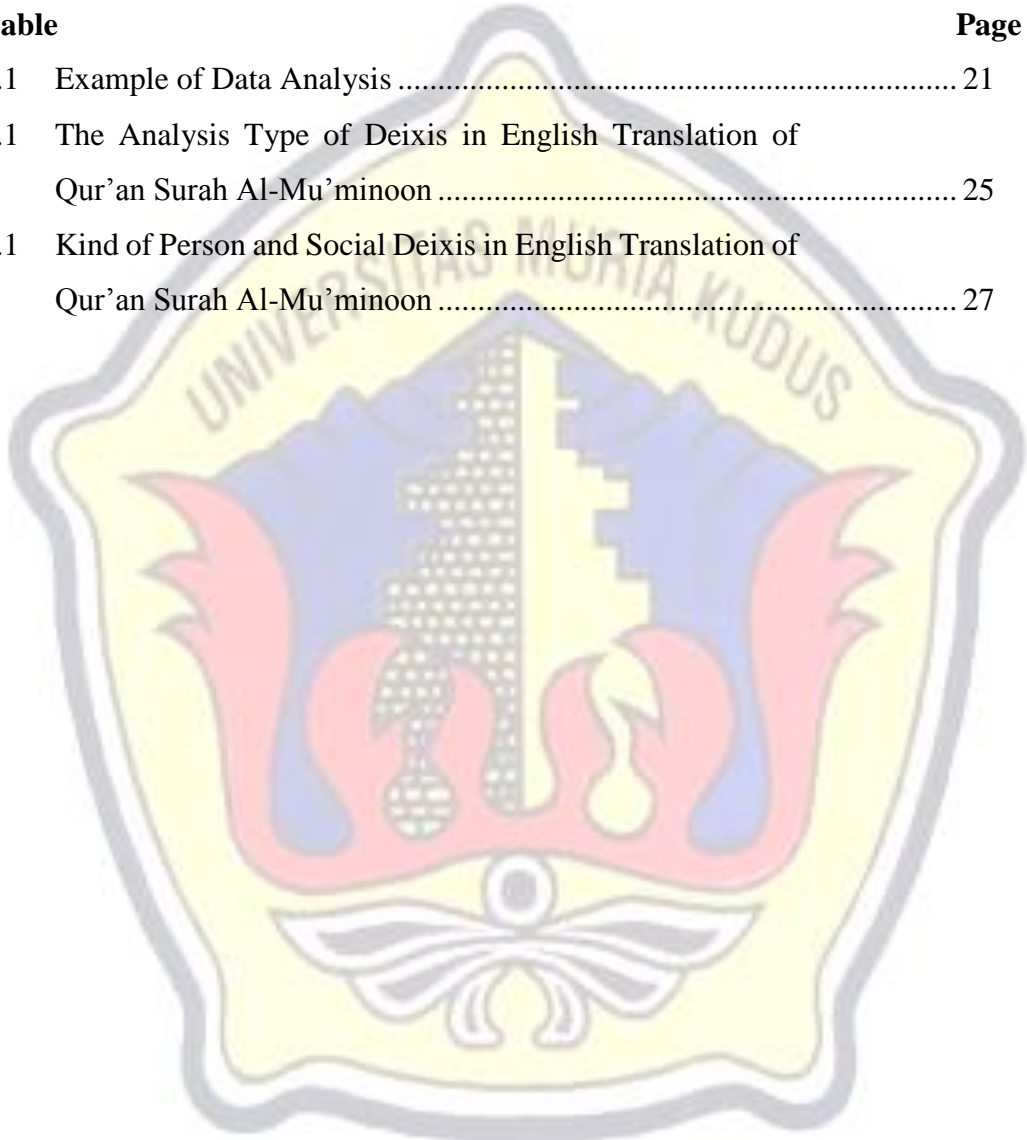 able Page
.1 Example of Data Analysis ..................................................................... 21
.1 The Analysis Type of Deixis in English Translation of
Qur’an Surah Al-Mu’minoon ................................................................ 25
.1 Kind of Person and Social Deixis in English Translation of
Qur’an Surah Al-Mu’minoon ................................................................ 27
UNIVERSITAS MURIA KUDUS